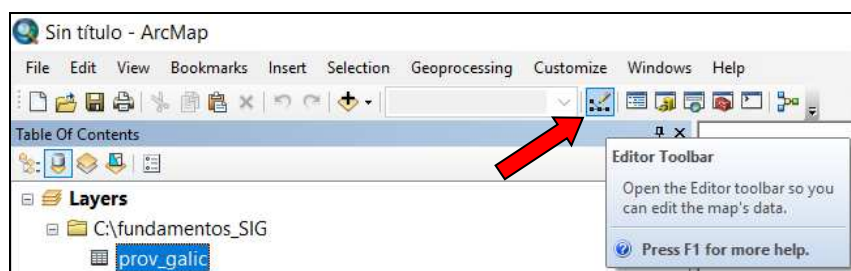 Sin título - ArcMap
File Edit View Bookmarks Insert Selection Geoprocessing Customize Windows Help
Table Of Contents
Editor Toolbar
Open the Editor toolbar so you
can edit the map's data.
Press F1 for more help.
Layers
C:\fundamentos_SIG
prov_galic